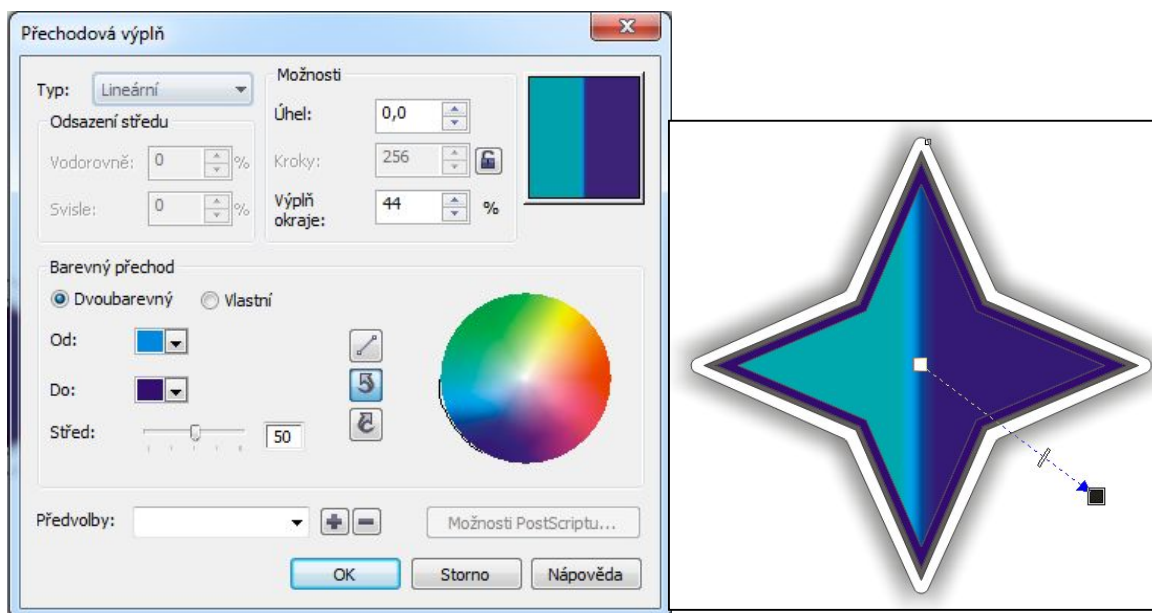 Přechodová výplň
Typ: Lineární
Odsazení středu
Vodorovně: 0 %
Svisle: 0 %
Možnosti
Úhel: 0,0
Kroky: 256
Výplň okraje: 44 %
Barevný přechod
Dvoubarevný Vlastní
Od:
Do:
Střed: 50
Předvolby:
Možnosti PostScriptu...
OK Storno Nápověda